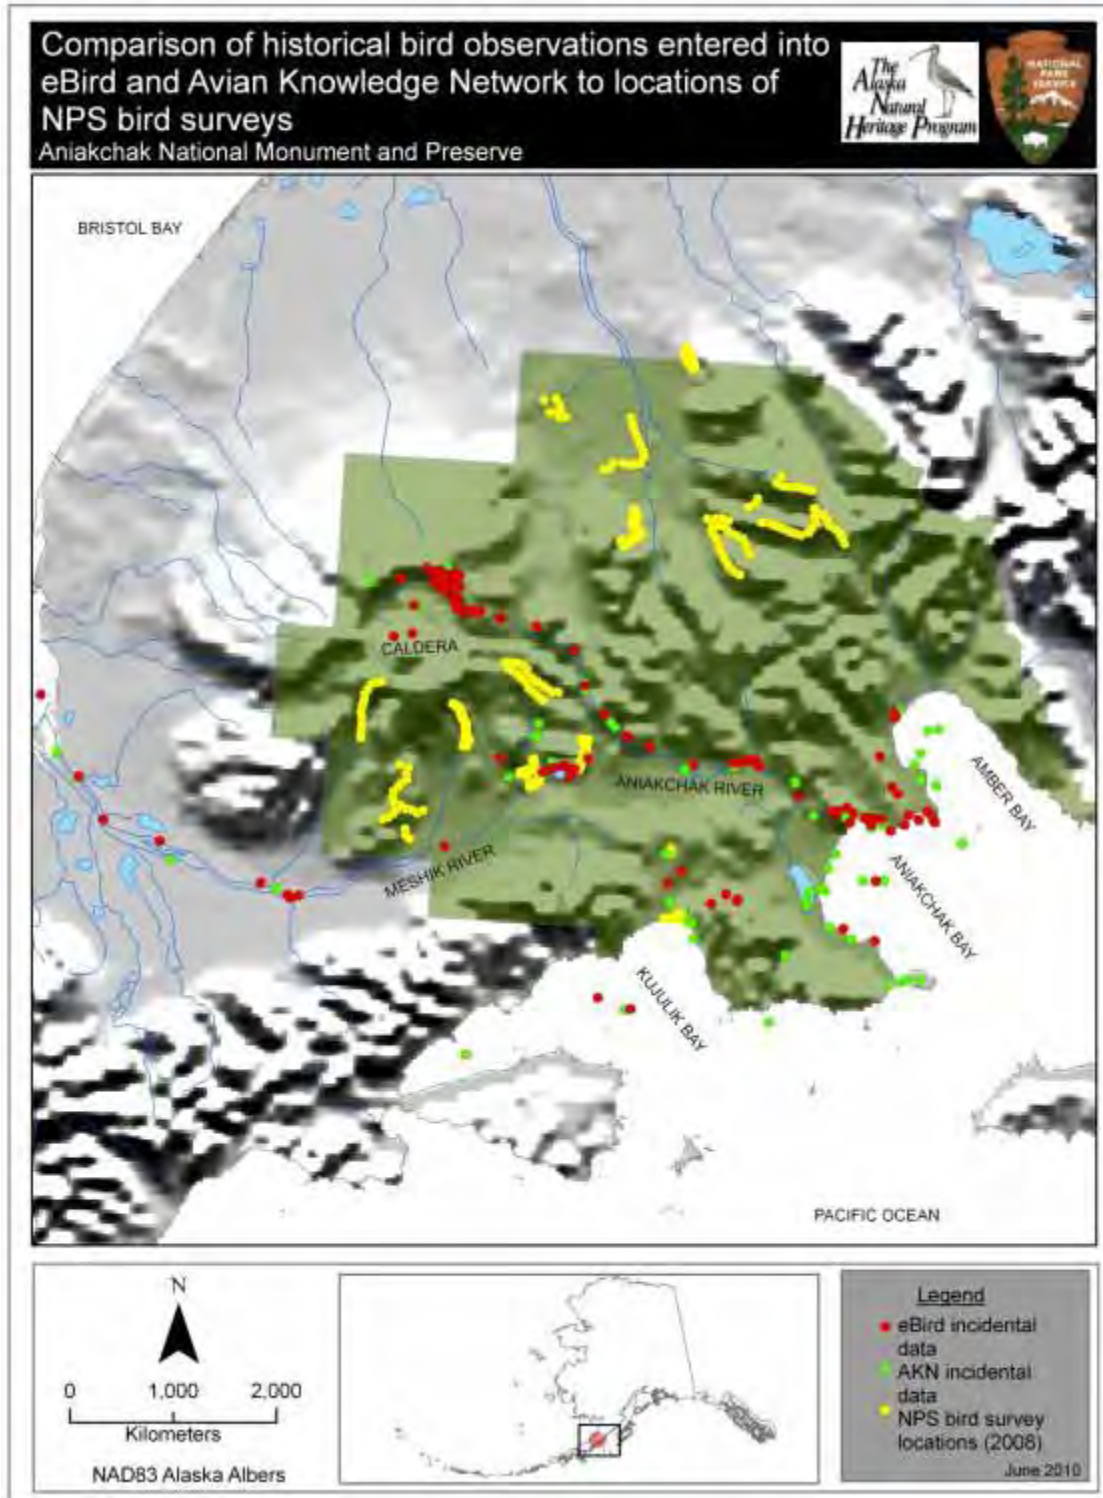 Comparison of historical bird observations entered into
eBird and Avian Knowledge Network to locations of
NPS bird surveys
Aniakchak National Monument and Preserve
The
Alaska
Natural
Heritage Program
NATIONAL
PARK
SERVICE
BRISTOL BAY
CALDERA
ANIAKCHAK RIVER
AMBER BAY
MESHIK RIVER
ANIAKCHAK BAY
KUJULIK BAY
PACIFIC OCEAN
N
0 1,000 2,000
Kilometers
NAD83 Alaska Albers
Legend
eBird incidental
data
AKN incidental
data
NPS bird survey
locations (2008)
June 2010